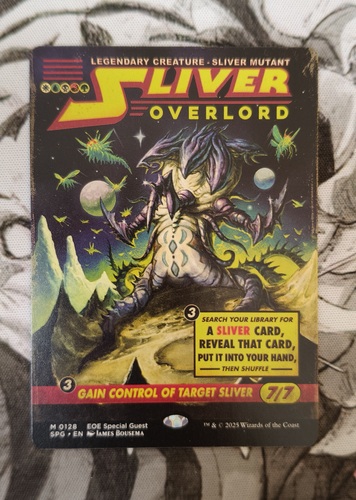 LEGENDARY CREATURE - SLIVER MUTANT
SLIVER
OVERLORD
3
SEARCH YOUR LIBRARY FOR
A SLIVER CARD,
REVEAL THAT CARD,
PUT IT INTO YOUR HAND,
THEN SHUFFLE
3 GAIN CONTROL OF TARGET SLIVER 7/7
M 0128 EOE Special Guest
SPG • EN James Bousema ™ & © 2025 Wizards of the Coast